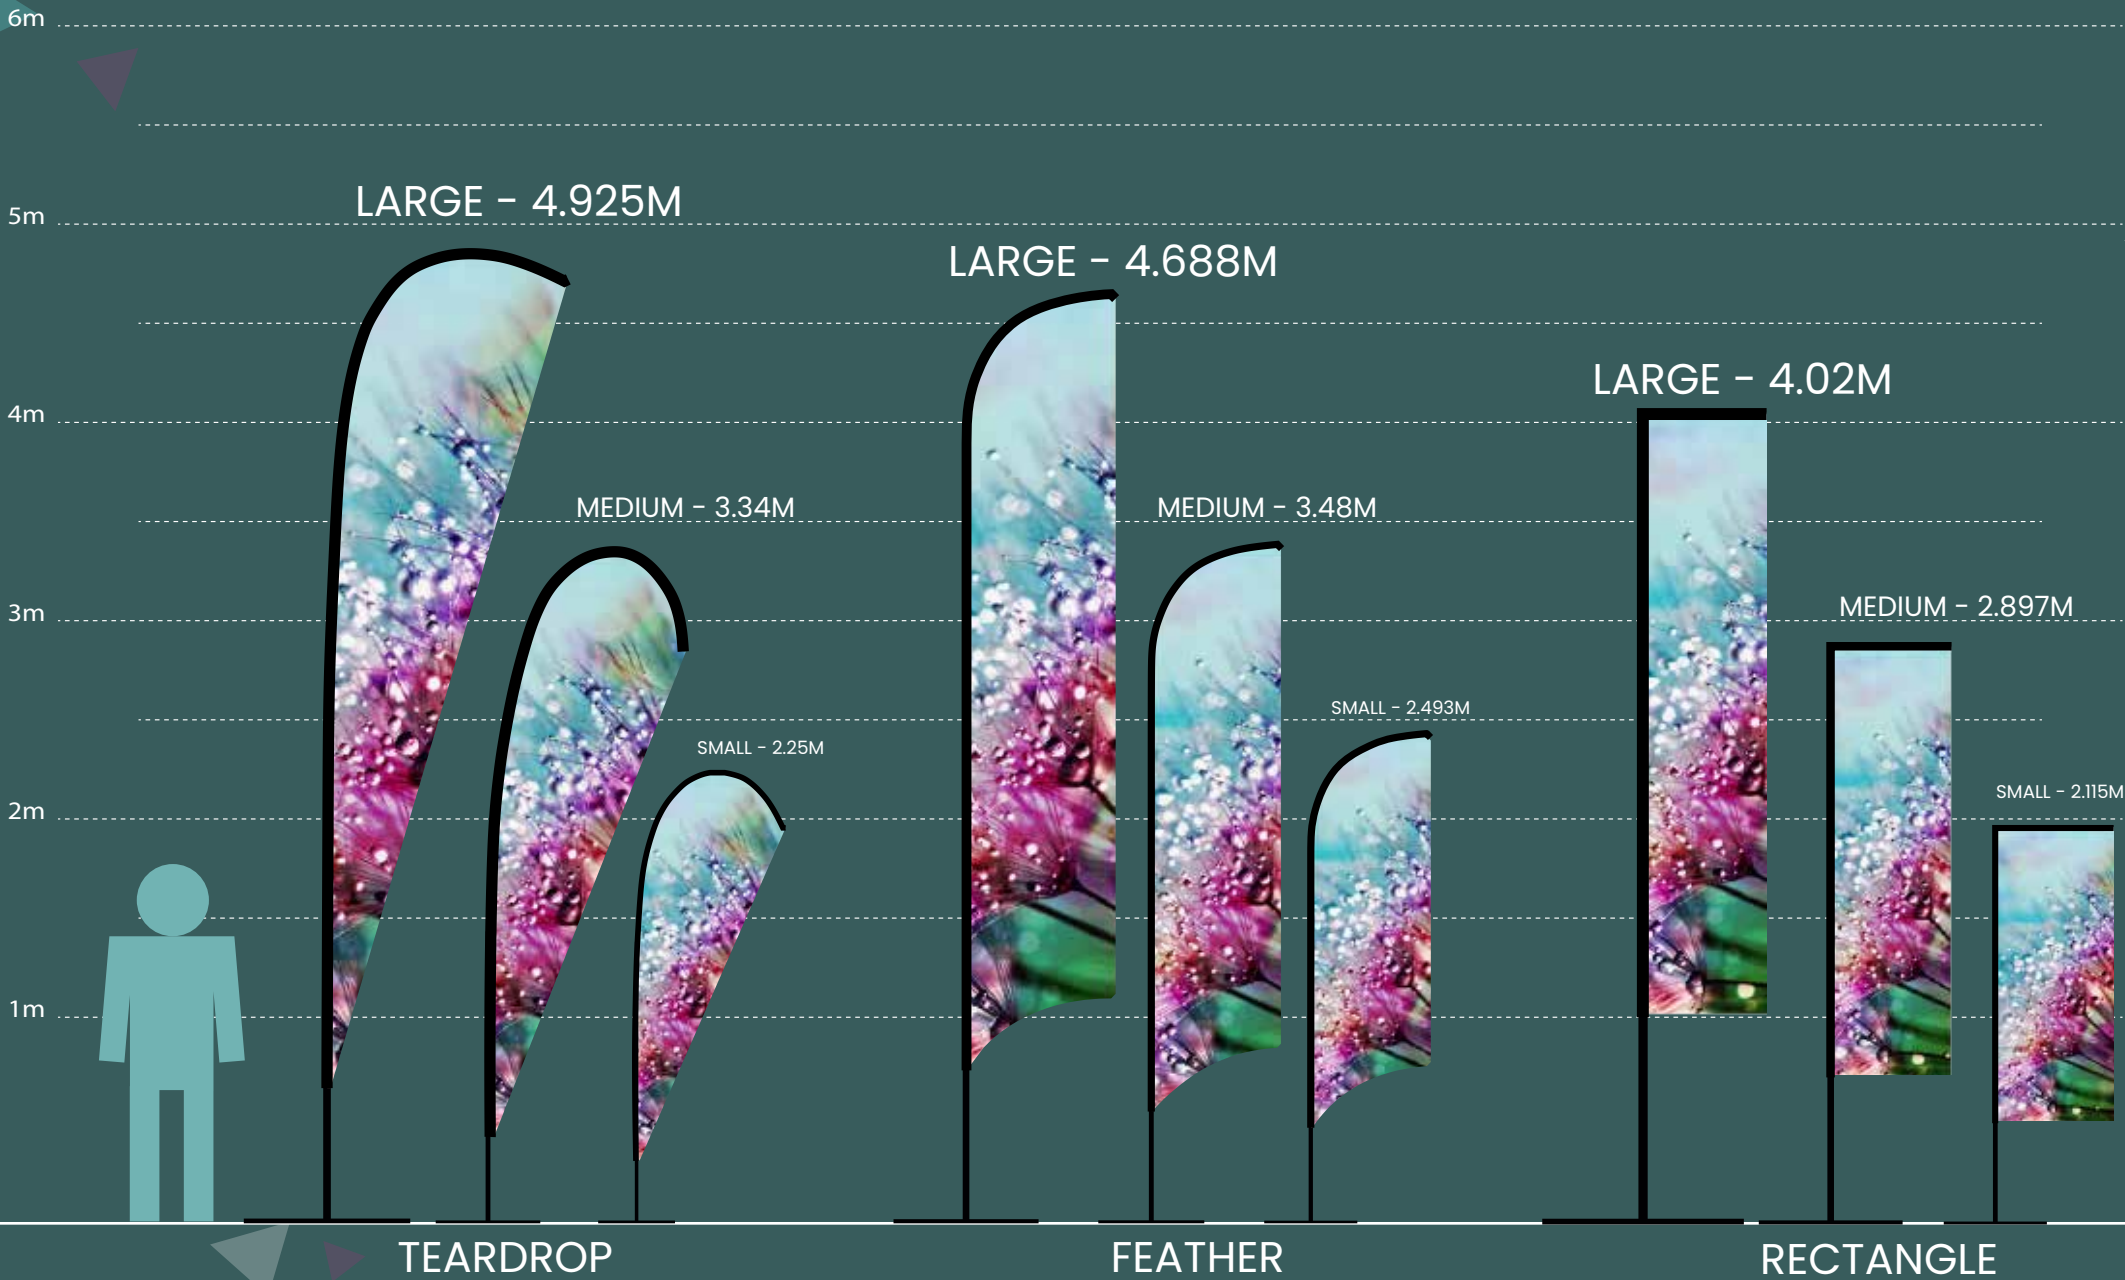 6m
5m
4m
3m
2m
1m
LARGE - 4.925M
MEDIUM - 3.34M
SMALL - 2.25M
TEARDROP
LARGE - 4.688M
MEDIUM - 3.48M
SMALL - 2.493M
FEATHER
LARGE - 4.02M
MEDIUM - 2.897M
SMALL - 2.115M
RECTANGLE